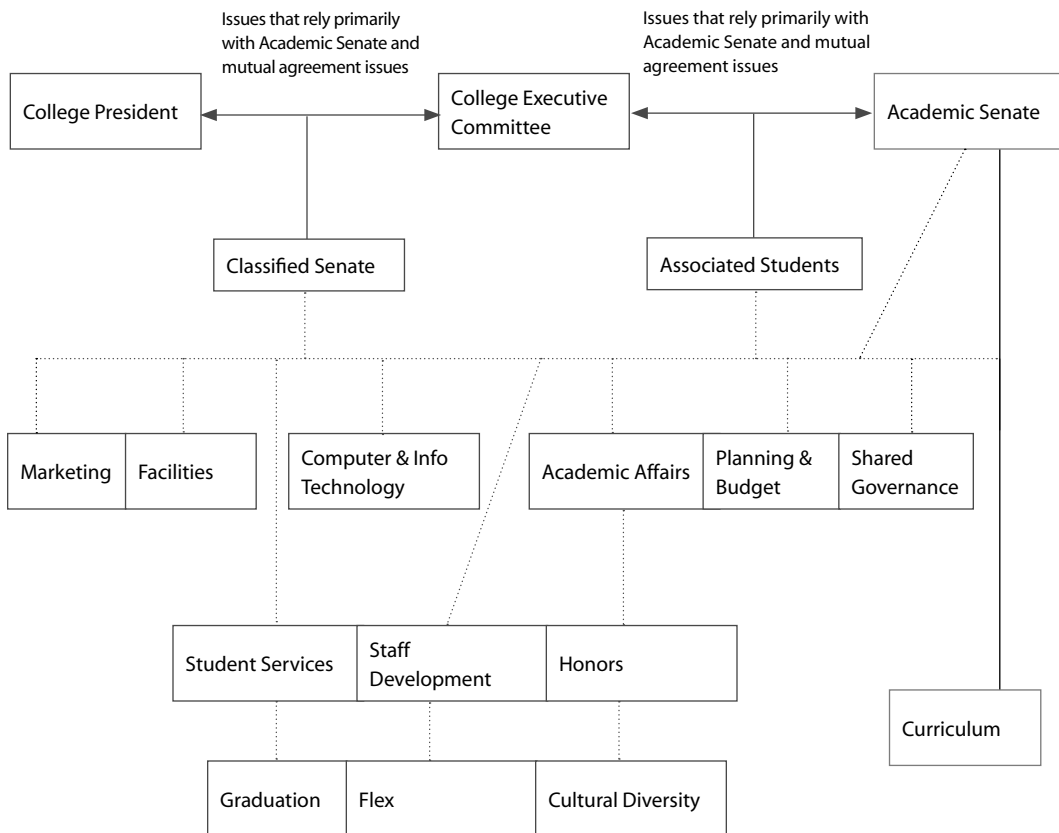 Issues that rely primarily
with Academic Senate and
mutual agreement issues
Issues that rely primarily with
Academic Senate and mutual
agreement issues
College President
College Executive
Committee
Academic Senate
Classified Senate
Associated Students
Marketing
Facilities
Computer & Info
Technology
Academic Affairs
Planning &
Budget
Shared
Governance
Student Services
Staff
Development
Honors
Curriculum
Graduation
Flex
Cultural Diversity